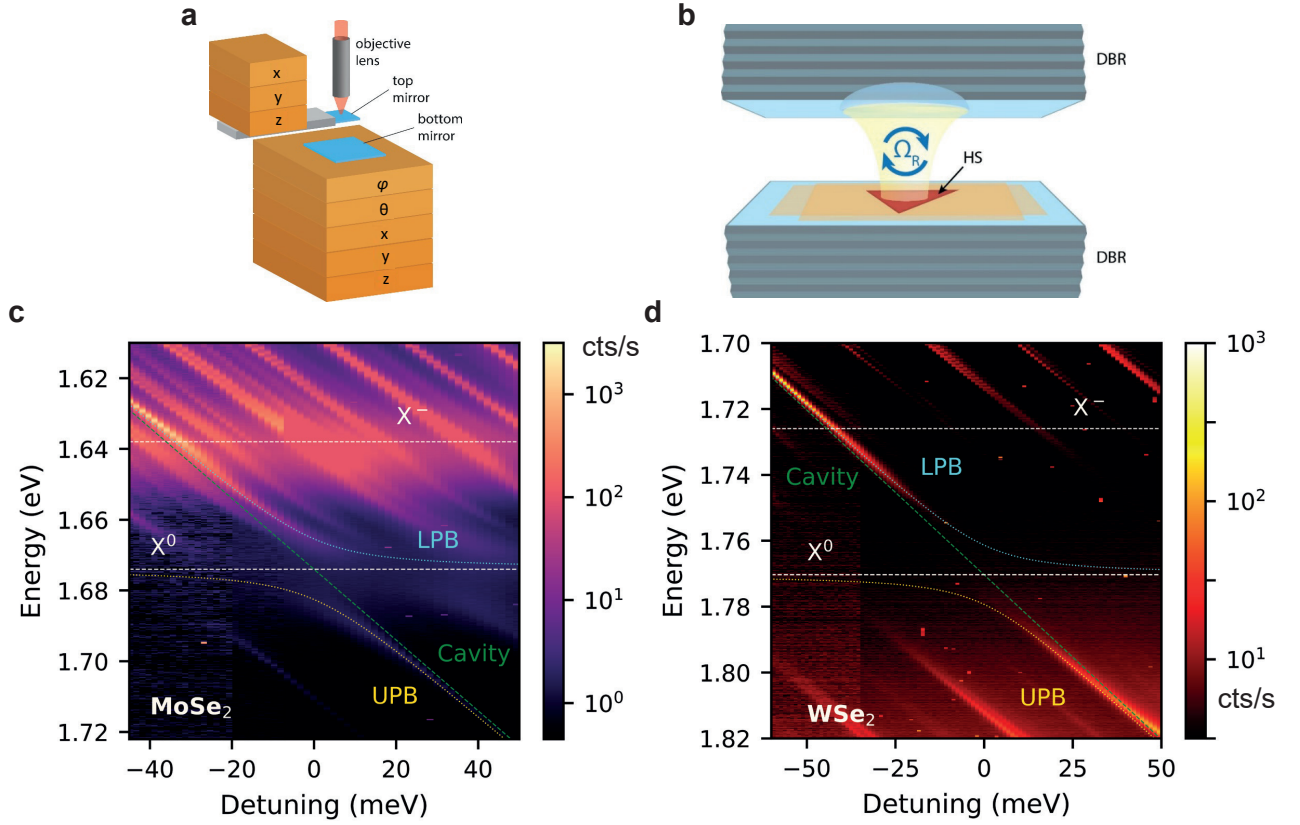 a
x
y
z
objective
lens
top
mirror
bottom
mirror
φ
θ
x
y
z
b
DBR
Ω_R
HS
DBR
c
Energy (eV)
1.62
1.64
1.66
1.68
1.70
1.72
X⁻
X⁰
LPB
Cavity
UPB
MoSe₂
−40
−20
0
20
40
Detuning (meV)
cts/s
10³
10²
10¹
10⁰
d
Energy (eV)
1.70
1.72
1.74
1.76
1.78
1.80
1.82
X⁻
LPB
Cavity
X⁰
UPB
WSe₂
−50
−25
0
25
50
Detuning (meV)
10³
10²
10¹
cts/s